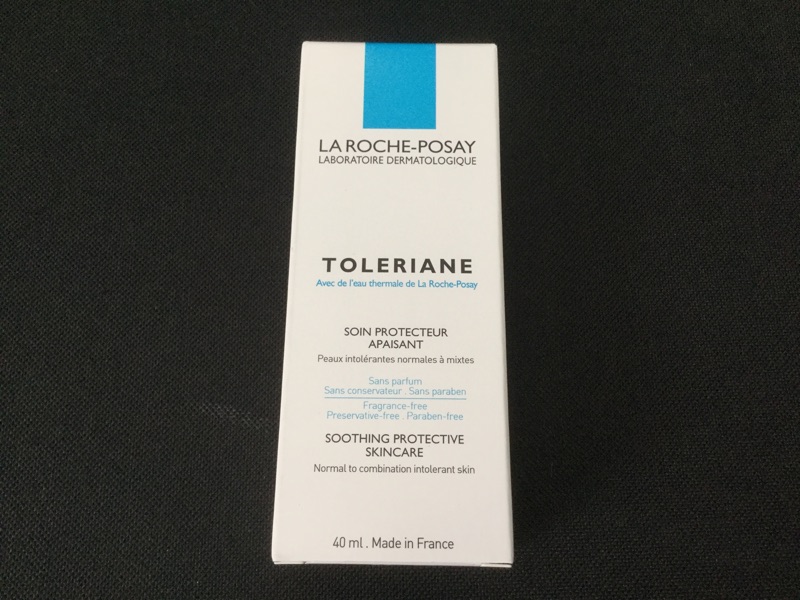 LA ROCHE-POSAY
LABORATOIRE DERMATOLOGIQUE
TOLERIANE
Avec de l'eau thermale de La Roche-Posay
SOIN PROTECTEUR
APAISANT
Peaux intolérantes normales à mixtes
Sans parfum
Sans conservateur . Sans paraben
Fragrance-free
Preservative-free . Paraben-free
SOOTHING PROTECTIVE
SKINCARE
Normal to combination intolerant skin
40 ml . Made in France